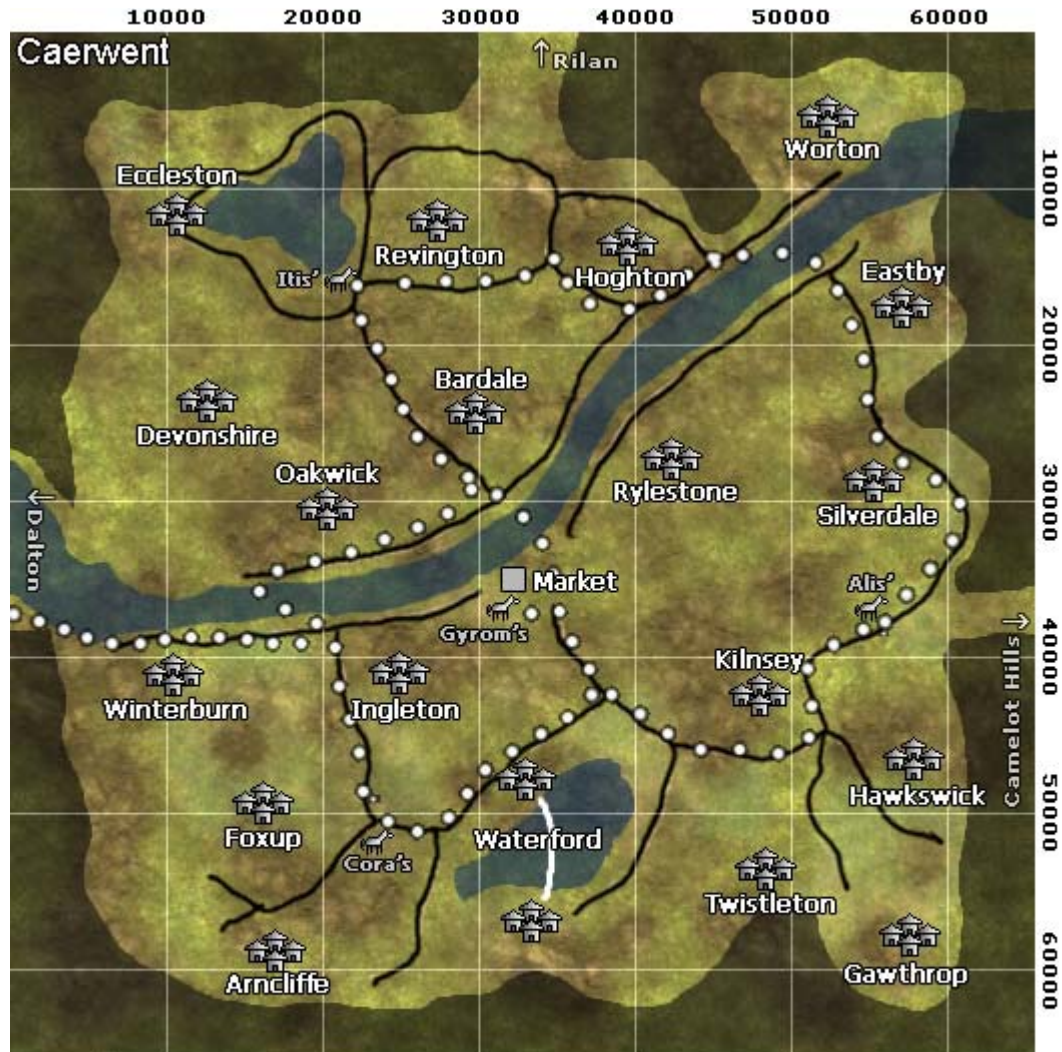 10000 20000 30000 40000 50000 60000
Caerwent
↑Rilan
Worton
10000
Eccleston
Revington
Hoghton
Itis'
Eastby
20000
Bardale
Devonshire
Oakwick
Rylestone
Silverdale
30000
←Dalton
Market
Alis'
Gyrom's
Camelot Hills→
40000
Kilnsey
Winterburn
Ingleton
Hawkswick
50000
Foxup
Waterford
Cora's
Twistleton
Arncliffe
Gawthrop
60000